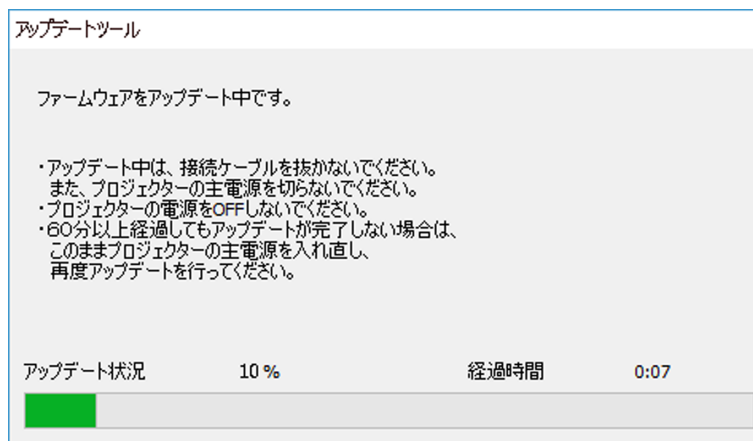 アップデートツール
ファームウェアをアップデート中です。
・アップデート中は、接続ケーブルを抜かないでください。
また、プロジェクターの主電源を切らないでください。
・プロジェクターの電源をOFFしないでください。
・60分以上経過してもアップデートが完了しない場合は、
このままプロジェクターの主電源を入れ直し、
再度アップデートを行ってください。
アップデート状況 10 % 経過時間 0:07